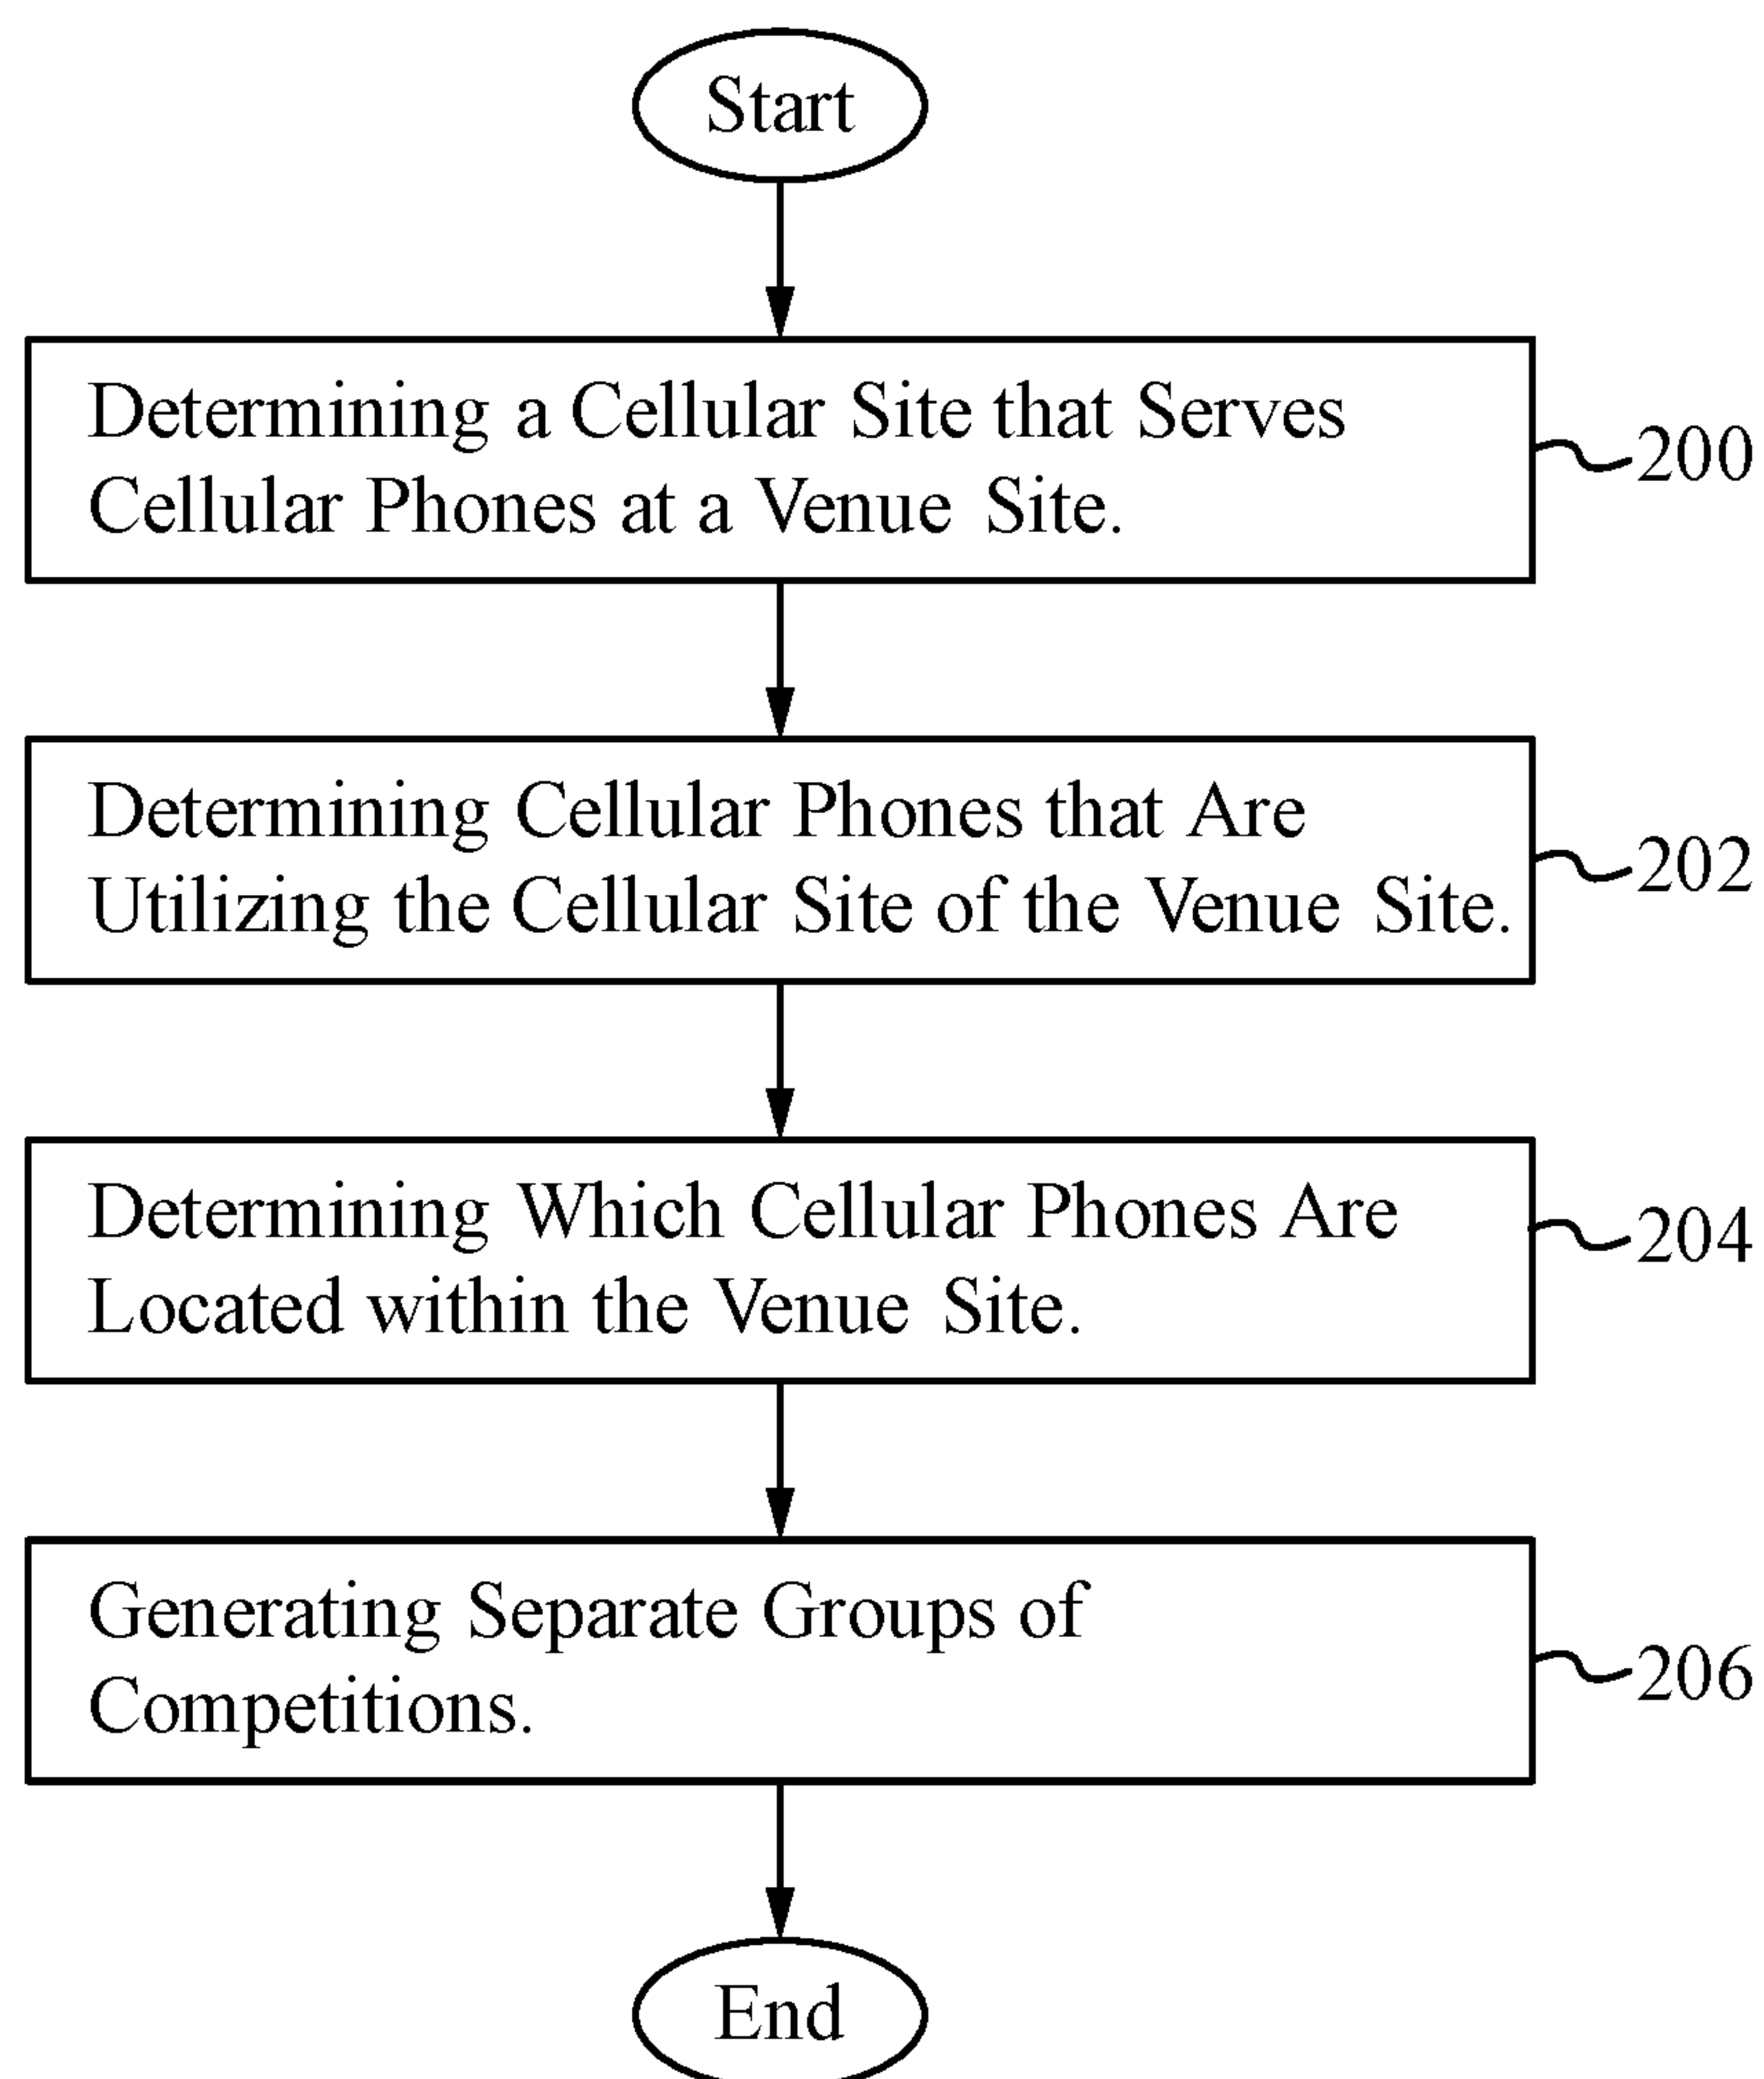 Start
Determining a Cellular Site that Serves
Cellular Phones at a Venue Site.
200
Determining Cellular Phones that Are
Utilizing the Cellular Site of the Venue Site.
202
Determining Which Cellular Phones Are
Located within the Venue Site.
204
Generating Separate Groups of
Competitions.
206
End